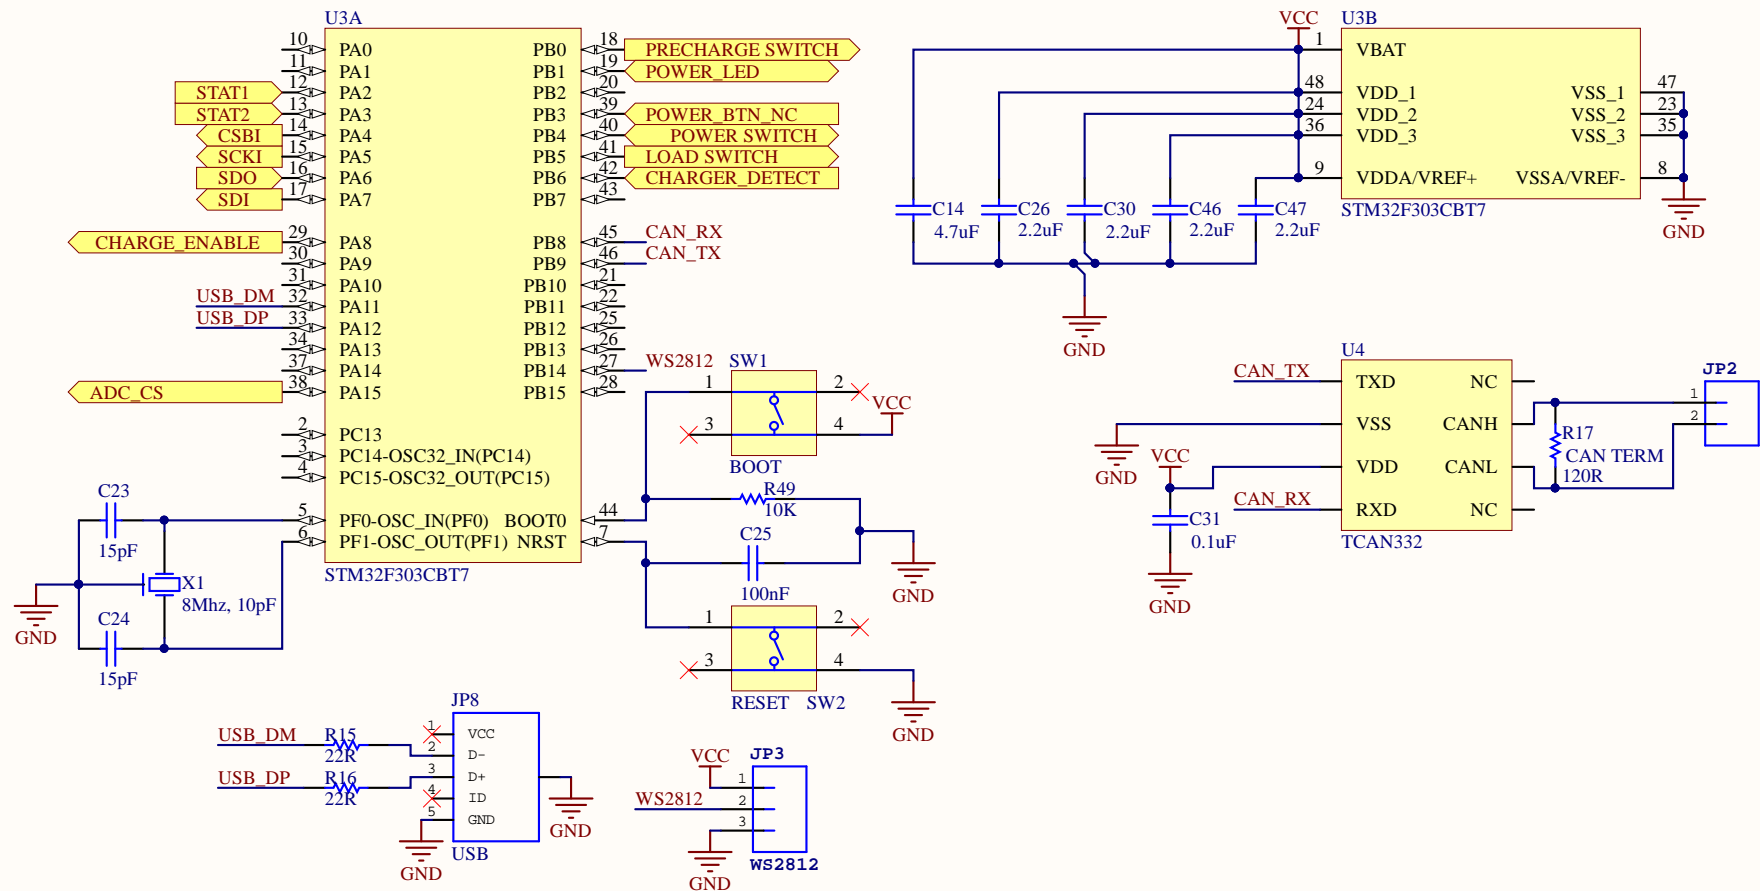 U3A
10 PA0 PB0 18 PRECHARGE SWITCH
11 PA1 PB1 19 POWER_LED
STAT1 12 PA2 PB2 20
STAT2 13 PA3 PB3 39 POWER_BTN_NC
CSBI 14 PA4 PB4 40 POWER SWITCH
SCKI 15 PA5 PB5 41 LOAD SWITCH
SDO 16 PA6 PB6 42 CHARGER_DETECT
SDI 17 PA7 PB7 43
CHARGE_ENABLE 29 PA8 PB8 45 CAN_RX
30 PA9 PB9 46 CAN_TX
31 PA10 PB10 21
USB_DM 32 PA11 PB11 22
USB_DP 33 PA12 PB12 25
34 PA13 PB13 26
37 PA14 PB14 27 WS2812
ADC_CS 38 PA15 PB15 28
2 PC13
3 PC14-OSC32_IN(PC14)
4 PC15-OSC32_OUT(PC15)
5 PF0-OSC_IN(PF0) BOOT0 44
6 PF1-OSC_OUT(PF1) NRST 7
STM32F303CBT7
C23
15pF
X1
8Mhz, 10pF
GND
C24
15pF
SW1
1 2
VCC
3 4
BOOT
R49
10K
C25
100nF
GND
1 2
3 4
RESET SW2
GND
VCC
U3B
1 VBAT
48 VDD_1 VSS_1 47
24 VDD_2 VSS_2 23
36 VDD_3 VSS_3 35
9 VDDA/VREF+ VSSA/VREF- 8
STM32F303CBT7
GND
C14
4.7uF
C26
2.2uF
C30
2.2uF
C46
2.2uF
C47
2.2uF
GND
U4
CAN_TX TXD NC
VSS CANH
GND
VCC VDD CANL
CAN_RX RXD NC
TCAN332
C31
0.1uF
GND
R17
CAN TERM
120R
JP2
1
2
JP8
1 VCC
USB_DM R15 22R 2 D-
USB_DP R16 22R 3 D+
4 ID
5 GND
USB
GND
GND
JP3
VCC 1
WS2812 2
3
GND
WS2812